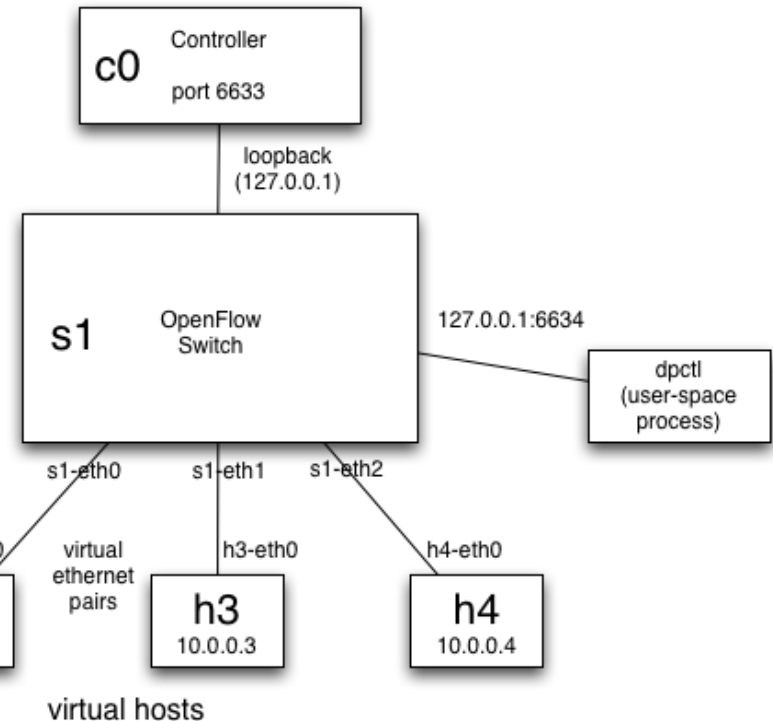 Controller
c0
port 6633
loopback
(127.0.0.1)
s1
OpenFlow
Switch
127.0.0.1:6634
dpctl
(user-space
process)
s1-eth0
s1-eth1
s1-eth2
virtual
ethernet
pairs
h3-eth0
h4-eth0
h3
10.0.0.3
h4
10.0.0.4
virtual hosts